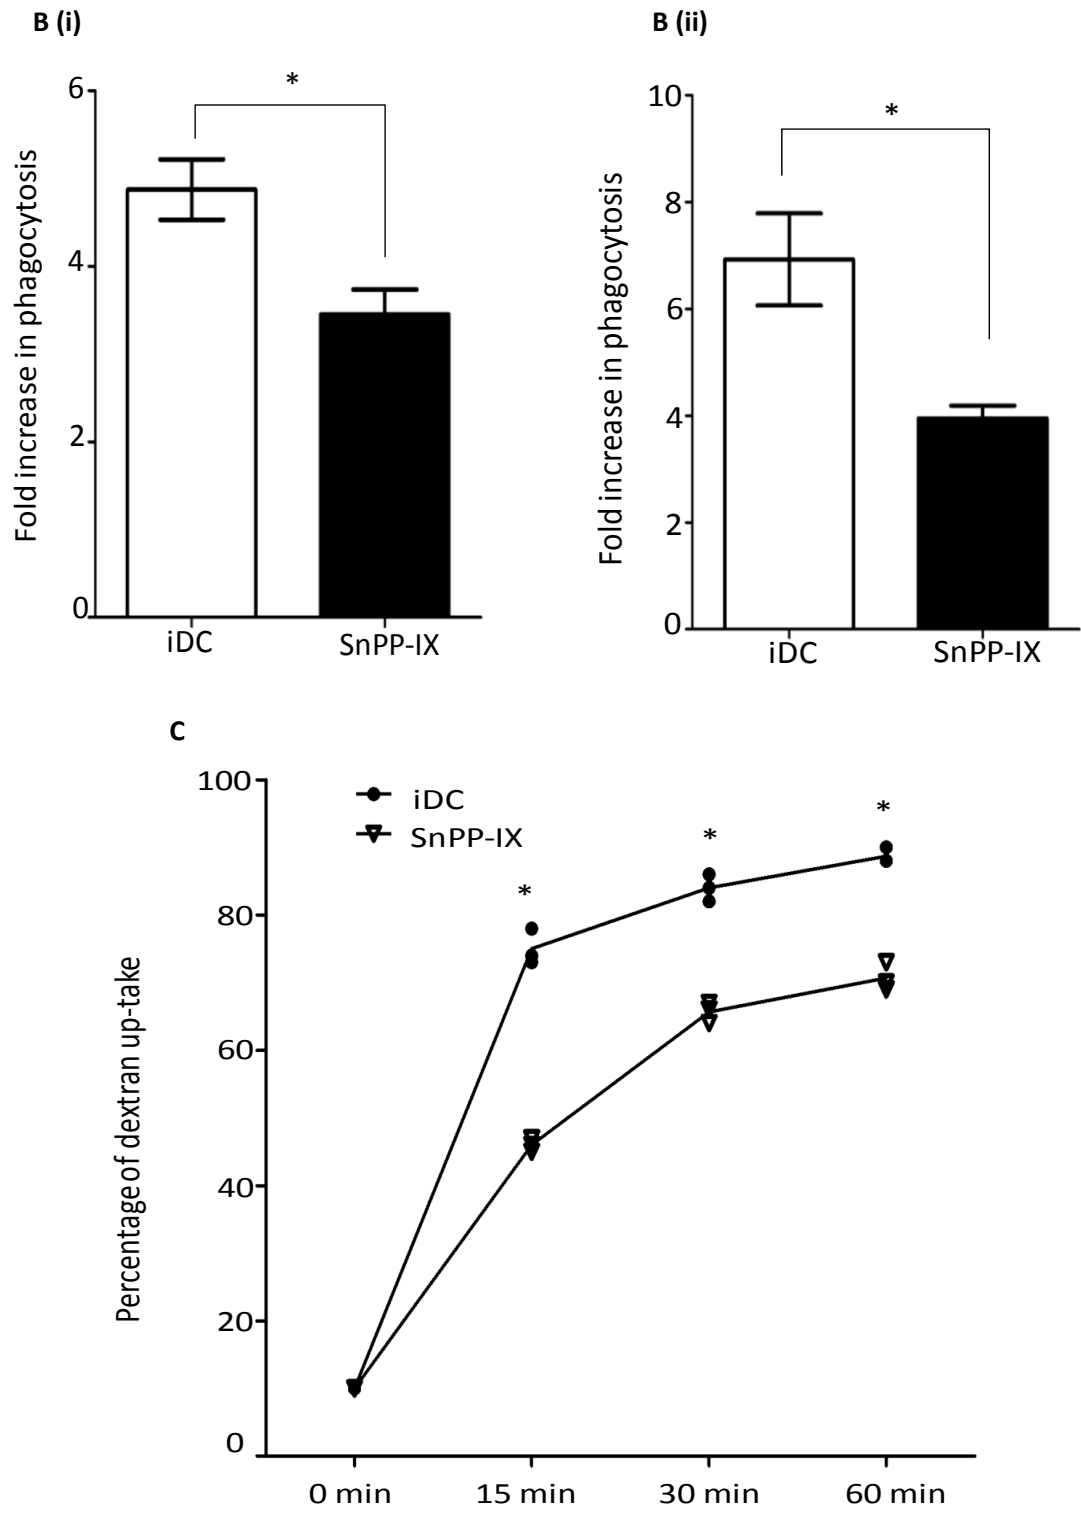 B (i)
*
6
4
2
0
Fold increase in phagocytosis
iDC
SnPP-IX
B (ii)
*
10
8
6
4
2
0
Fold increase in phagocytosis
iDC
SnPP-IX
C
100
80
60
40
20
0
Percentage of dextran up-take
iDC
SnPP-IX
*
*
*
0 min
15 min
30 min
60 min